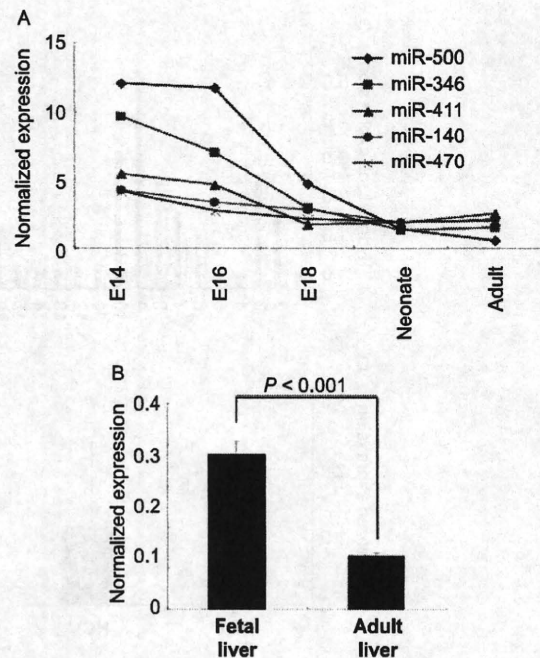 A
Normalized expression
15
10
5
0
miR-500
miR-346
miR-411
miR-140
miR-470
E14
E16
E18
Neonate
Adult
B
P < 0.001
Normalized expression
0.4
0.3
0.2
0.1
0
Fetal liver
Adult liver